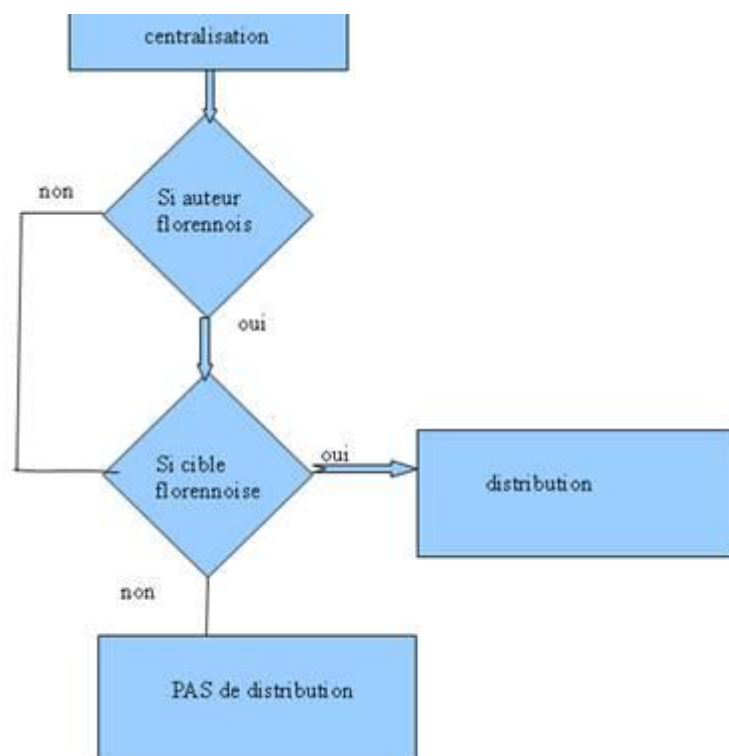 centralisation
non
Si auteur
florennois
oui
Si cible
florennoise
oui
distribution
non
PAS de distribution